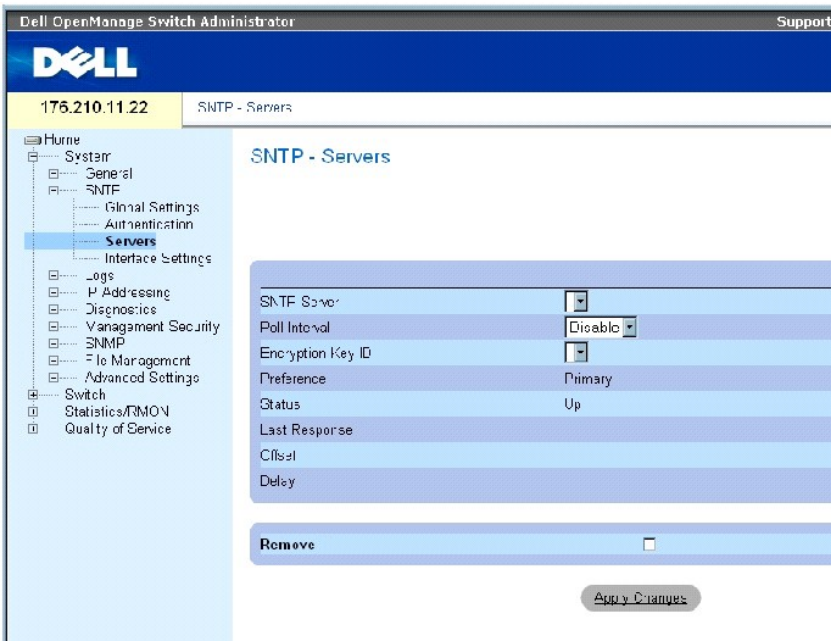 Dell OpenManage Switch Administrator
Support
DELL
176.210.11.22
SNTP - Servers
Home
System
General
SNTP
Global Settings
Authentication
Servers
Interface Settings
Logs
IP Addressing
Diagnostics
Management Security
SNMP
File Management
Advanced Settings
Switch
Statistics/RMON
Quality of Service
SNTP - Servers
SNTP Server
Poll Interval
Disable
Encryption Key ID
Preference
Primary
Status
Up
Last Response
Offset
Delay
Remove
Apply Changes